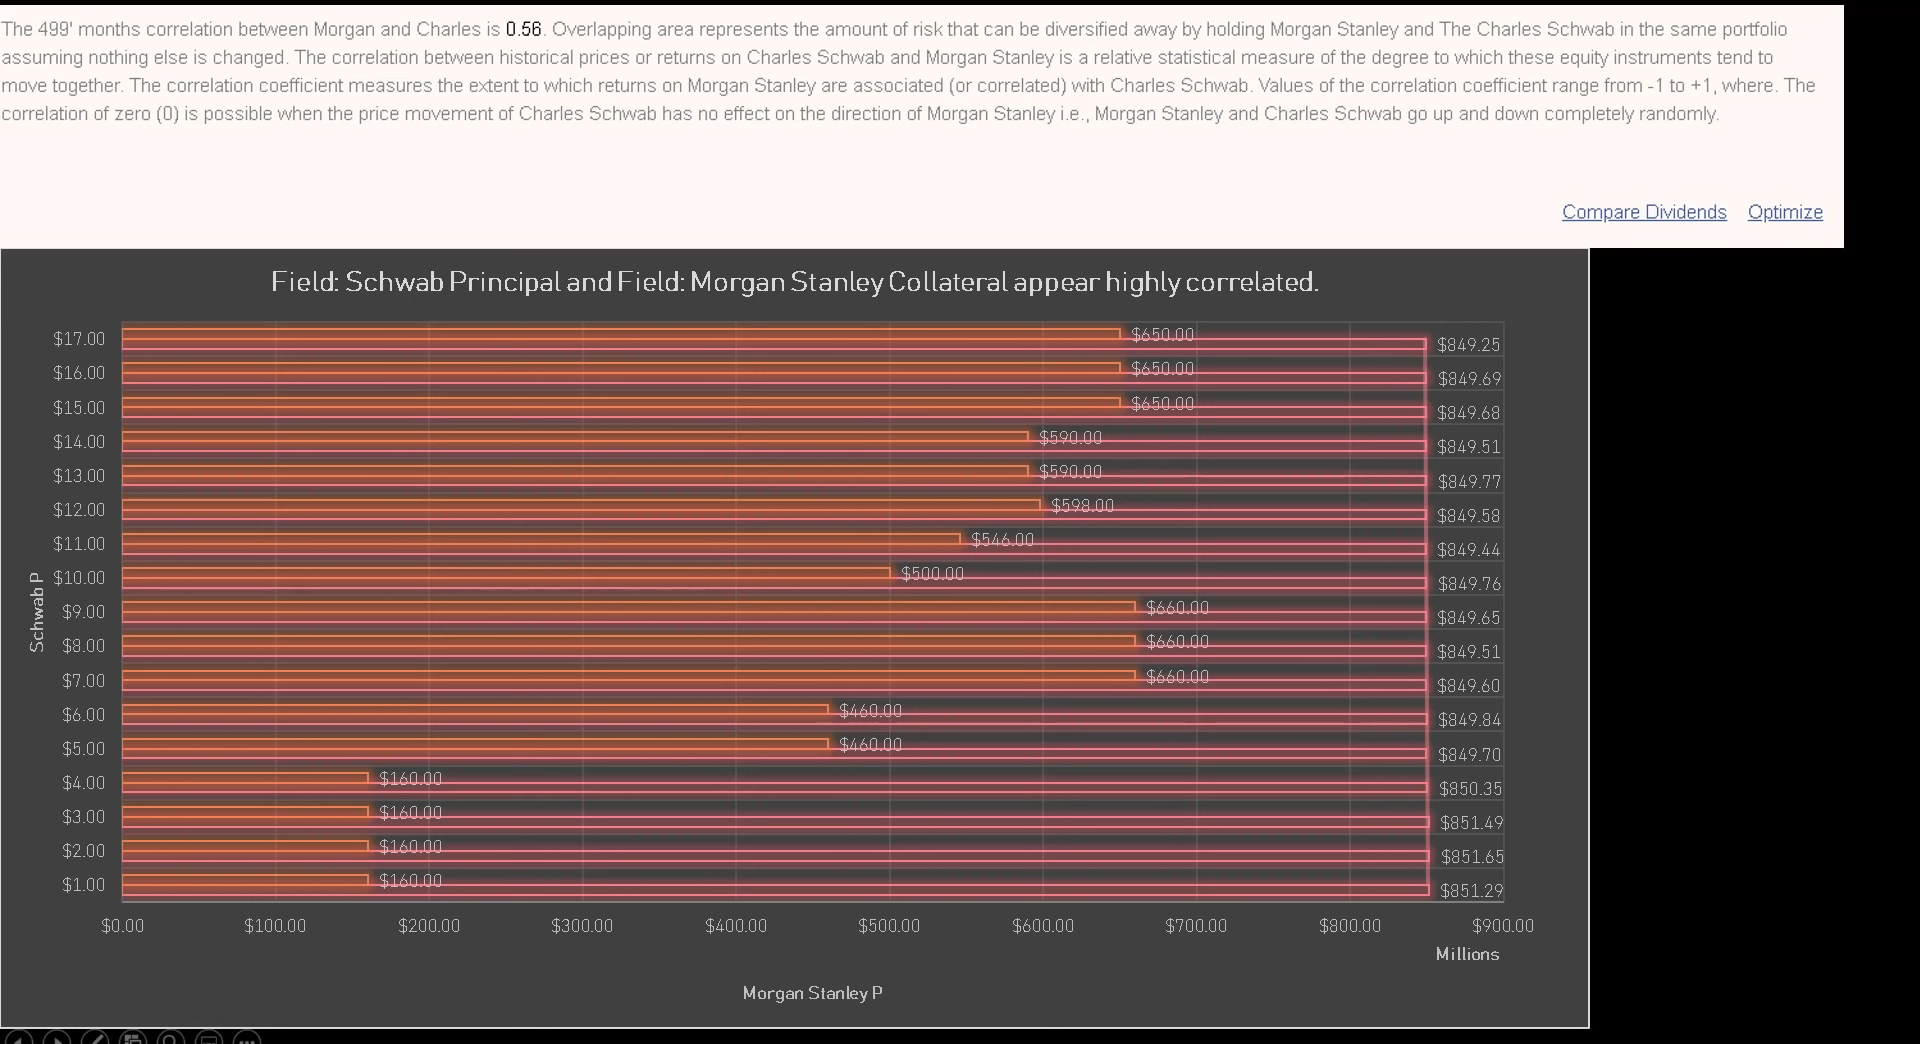 The 499' months correlation between Morgan and Charles is 0.56. Overlapping area represents the amount of risk that can be diversified away by holding Morgan Stanley and The Charles Schwab in the same portfolio
assuming nothing else is changed. The correlation between historical prices or returns on Charles Schwab and Morgan Stanley is a relative statistical measure of the degree to which these equity instruments tend to
move together. The correlation coefficient measures the extent to which returns on Morgan Stanley are associated (or correlated) with Charles Schwab. Values of the correlation coefficient range from -1 to +1, where. The
correlation of zero (0) is possible when the price movement of Charles Schwab has no effect on the direction of Morgan Stanley i.e., Morgan Stanley and Charles Schwab go up and down completely randomly.
Compare Dividends Optimize
Field: Schwab Principal and Field: Morgan Stanley Collateral appear highly correlated.
$17.00 $650.00 $849.25
$16.00 $650.00 $849.69
$15.00 $650.00 $849.68
$14.00 $590.00 $849.51
$13.00 $590.00 $849.77
$12.00 $598.00 $849.58
$11.00 $546.00 $849.44
$10.00 $500.00 $849.76
$9.00 $660.00 $849.65
$8.00 $660.00 $849.51
$7.00 $660.00 $849.60
$6.00 $460.00 $849.84
$5.00 $460.00 $849.70
$4.00 $160.00 $850.35
$3.00 $160.00 $851.49
$2.00 $160.00 $851.65
$1.00 $160.00 $851.29
Schwab P
$0.00 $100.00 $200.00 $300.00 $400.00 $500.00 $600.00 $700.00 $800.00 $900.00
Millions
Morgan Stanley P